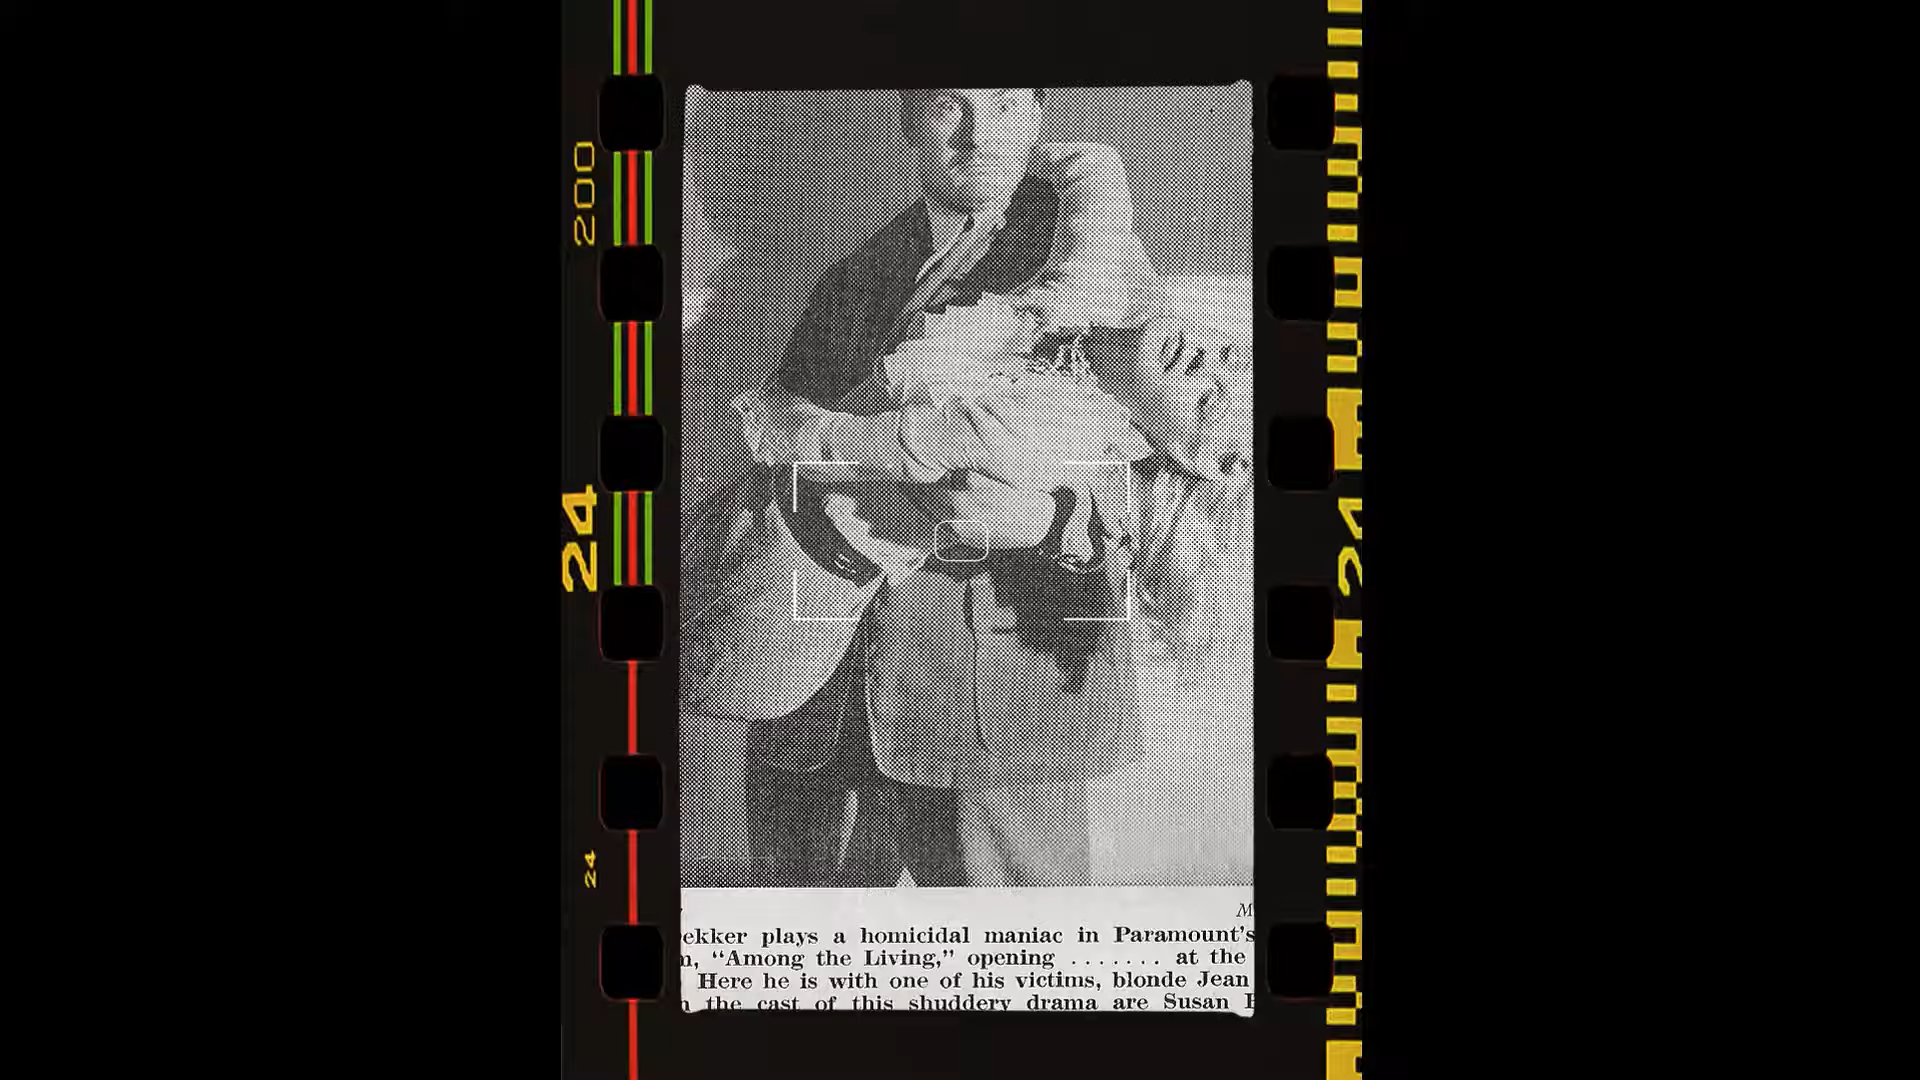 200
24
24
24
M
ekker plays a homicidal maniac in Paramount's
"Among the Living," opening ....... at the
Here he is with one of his victims, blonde Jean
the cast of this shuddery drama are Susan